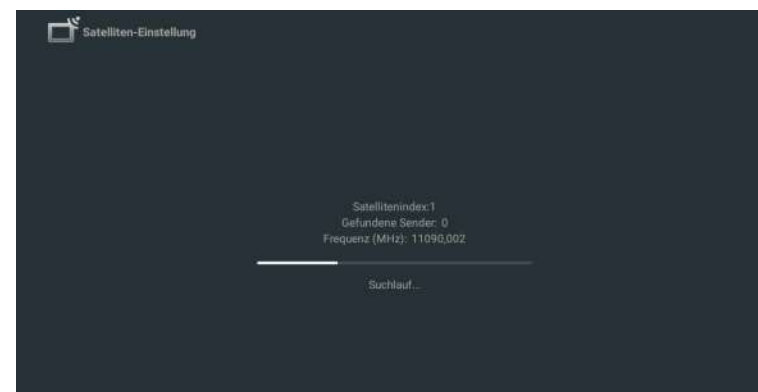 Satelliten-Einstellung
Satellitenindex:1
Gefundene Sender: 0
Frequenz (MHz): 11090,002
Suchlauf...